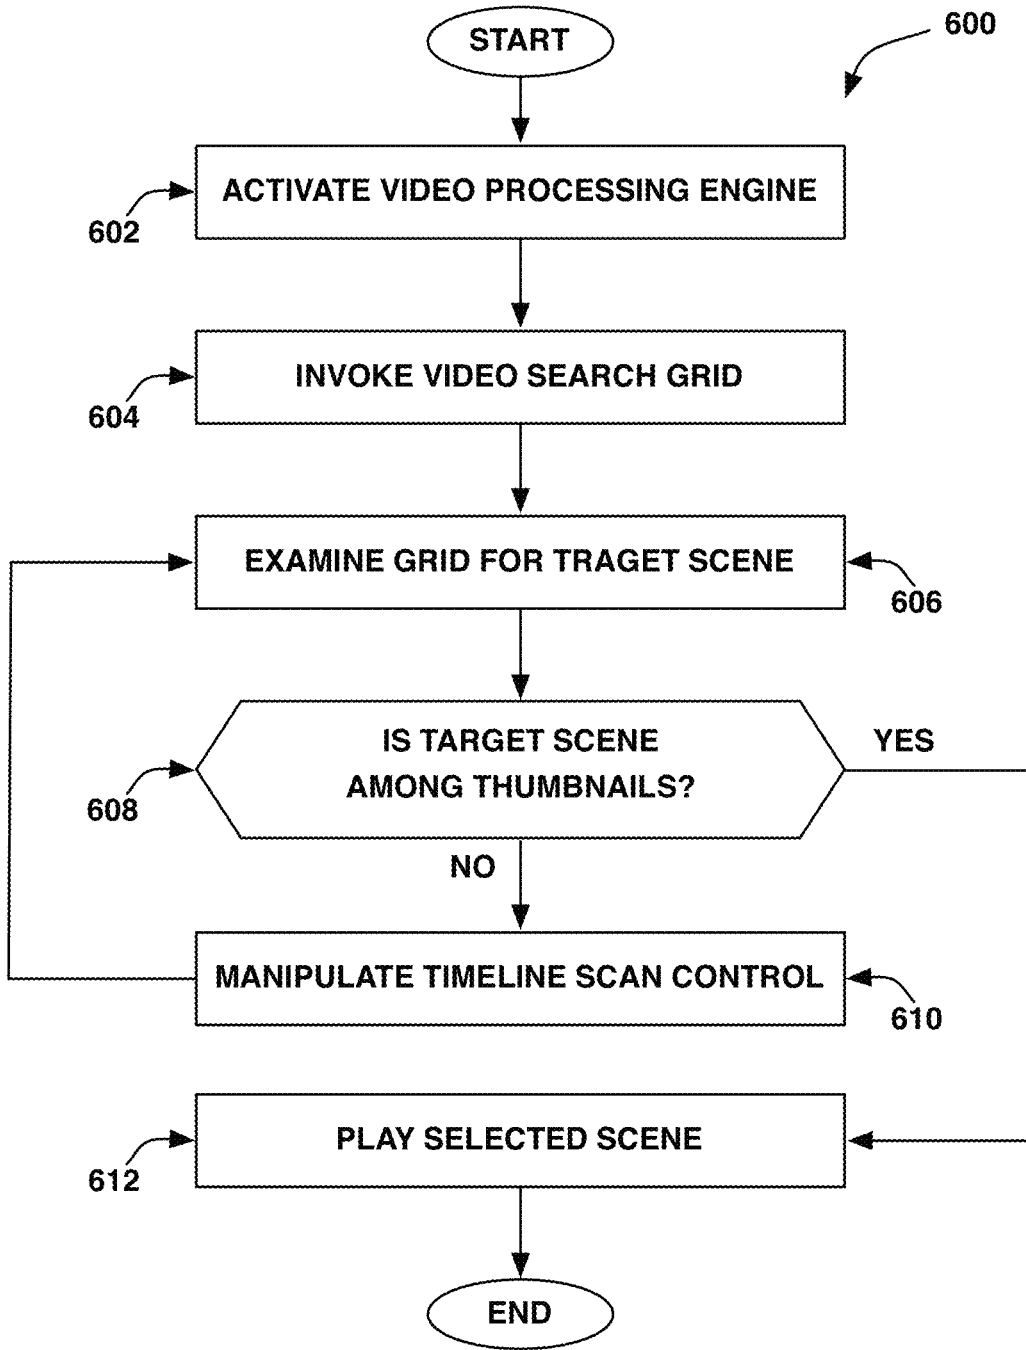 START
600
ACTIVATE VIDEO PROCESSING ENGINE
602
INVOKE VIDEO SEARCH GRID
604
EXAMINE GRID FOR TRAGET SCENE
606
IS TARGET SCENE
AMONG THUMBNAILS?
YES
608
NO
MANIPULATE TIMELINE SCAN CONTROL
610
PLAY SELECTED SCENE
612
END